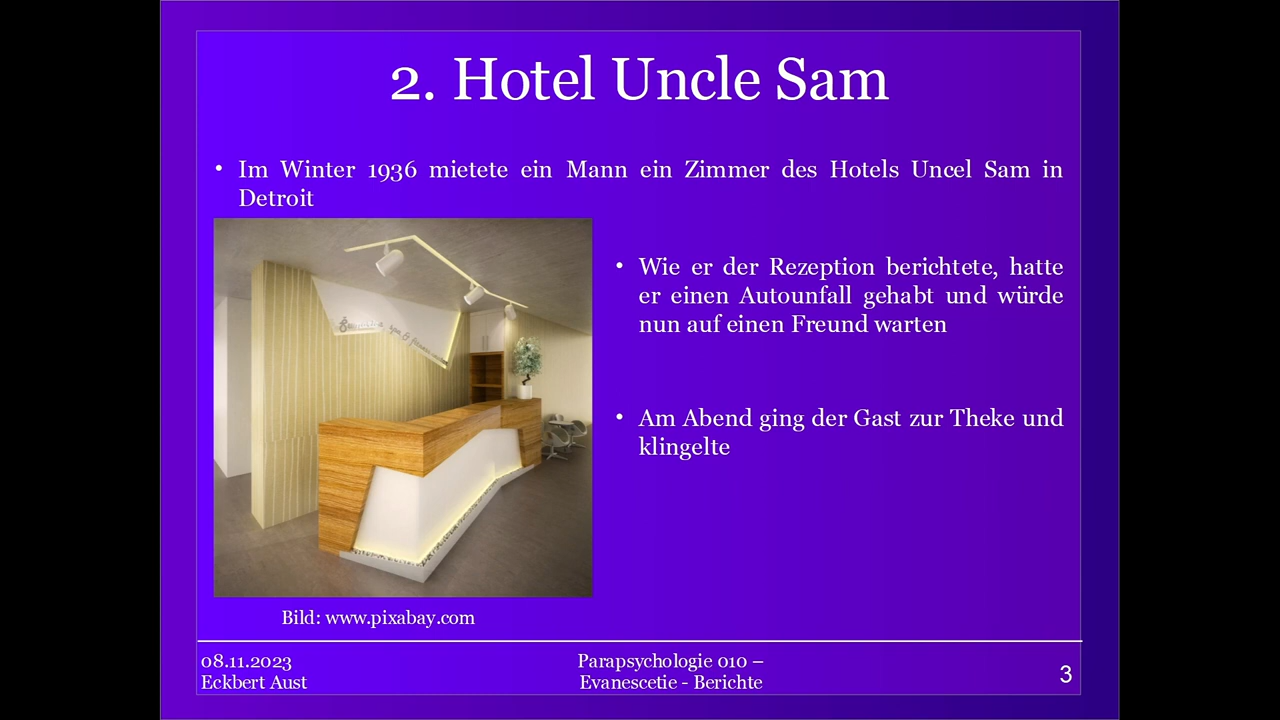 2. Hotel Uncle Sam
• Im Winter 1936 mietete ein Mann ein Zimmer des Hotels Uncel Sam in
Detroit
• Wie er der Rezeption berichtete, hatte
er einen Autounfall gehabt und würde
nun auf einen Freund warten
• Am Abend ging der Gast zur Theke und
klingelte
Bild: www.pixabay.com
08.11.2023
Eckbert Aust
Parapsychologie 010 –
Evanescetie - Berichte
3